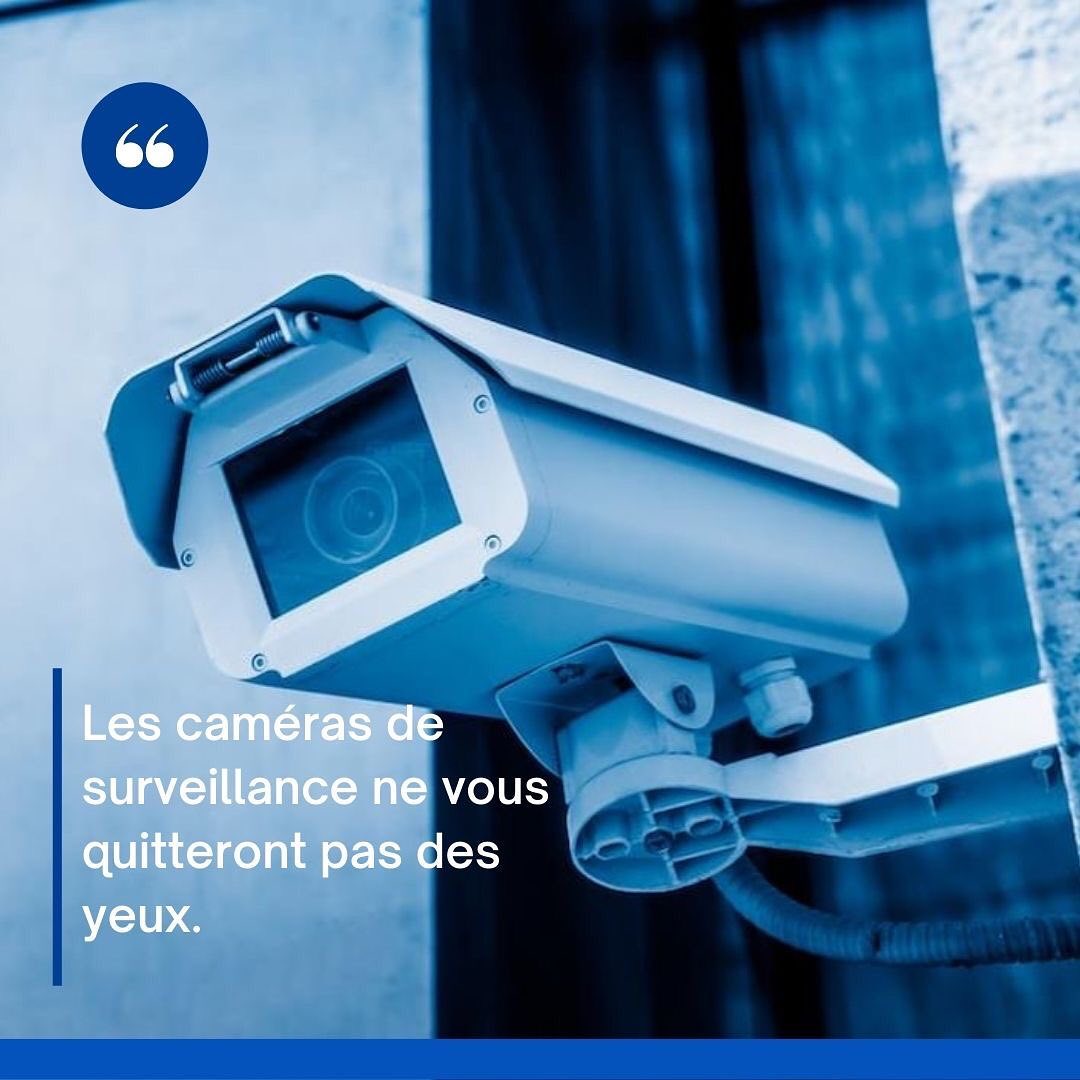 “
Les caméras de
surveillance ne vous
quitteront pas des
yeux.